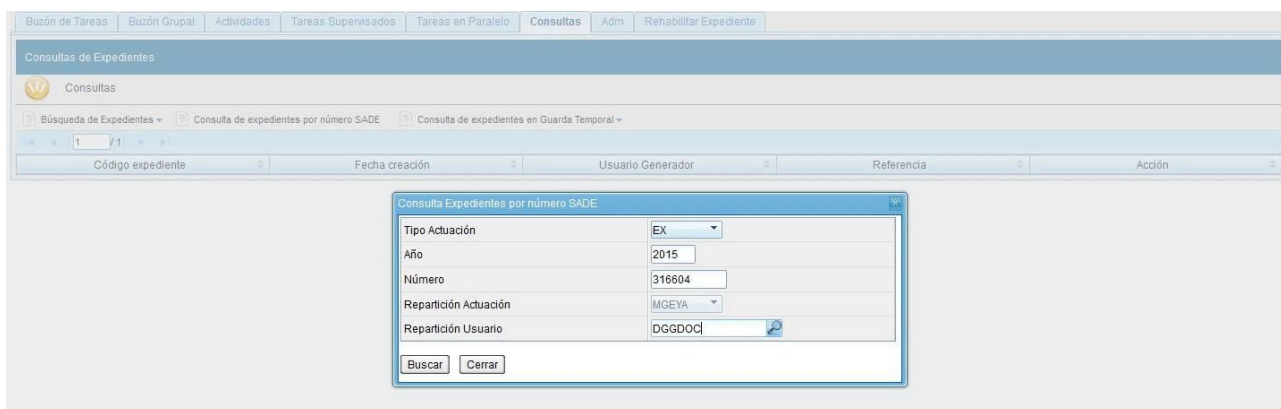 Buzón de Tareas Buzón Grupal Actividades Tareas Supervisados Tareas en Paralelo Consultas Adm Rehabilitar Expediente
Consultas de Expedientes
Consultas
Búsqueda de Expedientes Consulta de expedientes por número SADE Consulta de expedientes en Guarda Temporal
1 / 1
Código expediente Fecha creación Usuario Generador Referencia Acción
Consulta Expedientes por número SADE
Tipo Actuación EX
Año 2015
Número 316604
Repartición Actuación MGEYA
Repartición Usuario DGGDOC
Buscar Cerrar